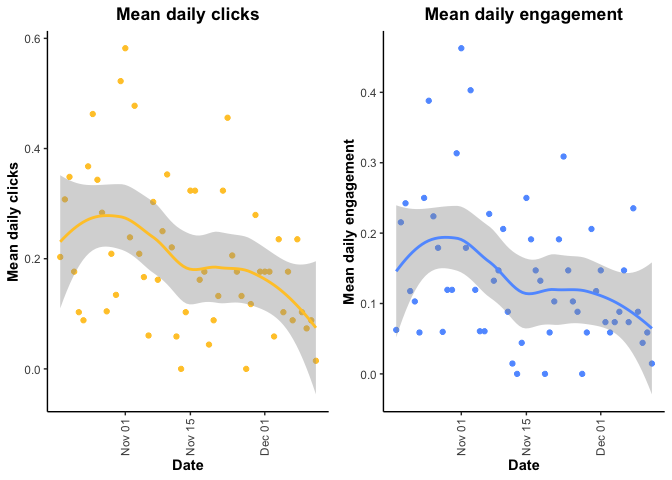 Mean daily clicks
Mean daily clicks
0.6
0.4
0.2
0.0
Nov 01
Nov 15
Dec 01
Date
Mean daily engagement
Mean daily engagement
0.4
0.3
0.2
0.1
0.0
Nov 01
Nov 15
Dec 01
Date